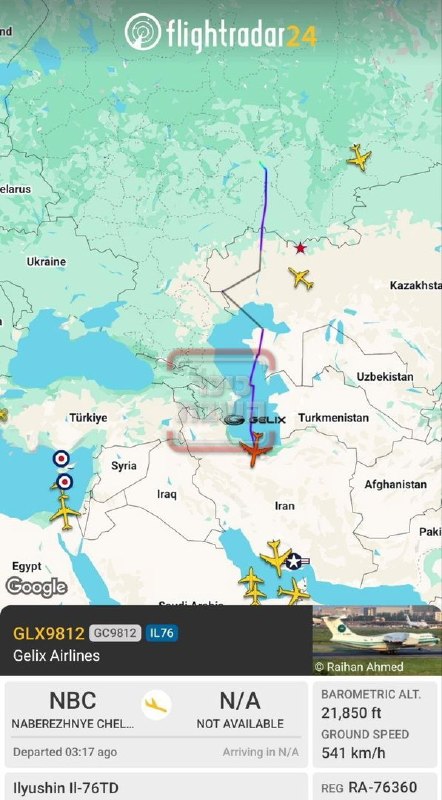 flightradar24
nd
elarus
Ukraine
Kazakhsta
Uzbekistan
GELIX
Türkiye
Turkmenistan
Syria
Afghanistan
Iraq
Iran
Paki
Egypt
Google
Saudi Arabia
GLX9812 GC9812 IL76
Gelix Airlines
© Raihan Ahmed
NBC
NABEREZHNYE CHEL...
N/A
NOT AVAILABLE
Departed 03:17 ago
Arriving in N/A
BAROMETRIC ALT.
21,850 ft
GROUND SPEED
541 km/h
Ilyushin Il-76TD
REG RA-76360